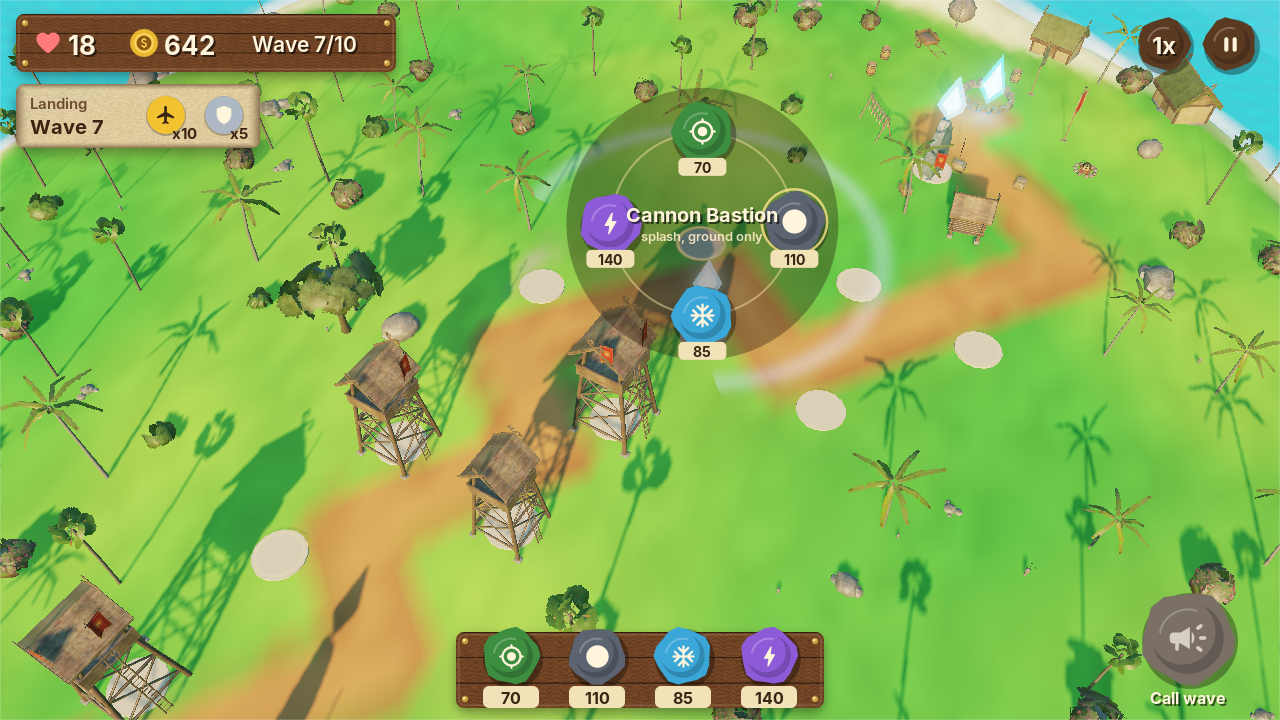 18
642
Wave 7/10
1x
Landing
Wave 7
x10
x5
70
Cannon Bastion
splash, ground only
140
110
85
70
110
85
140
Call wave